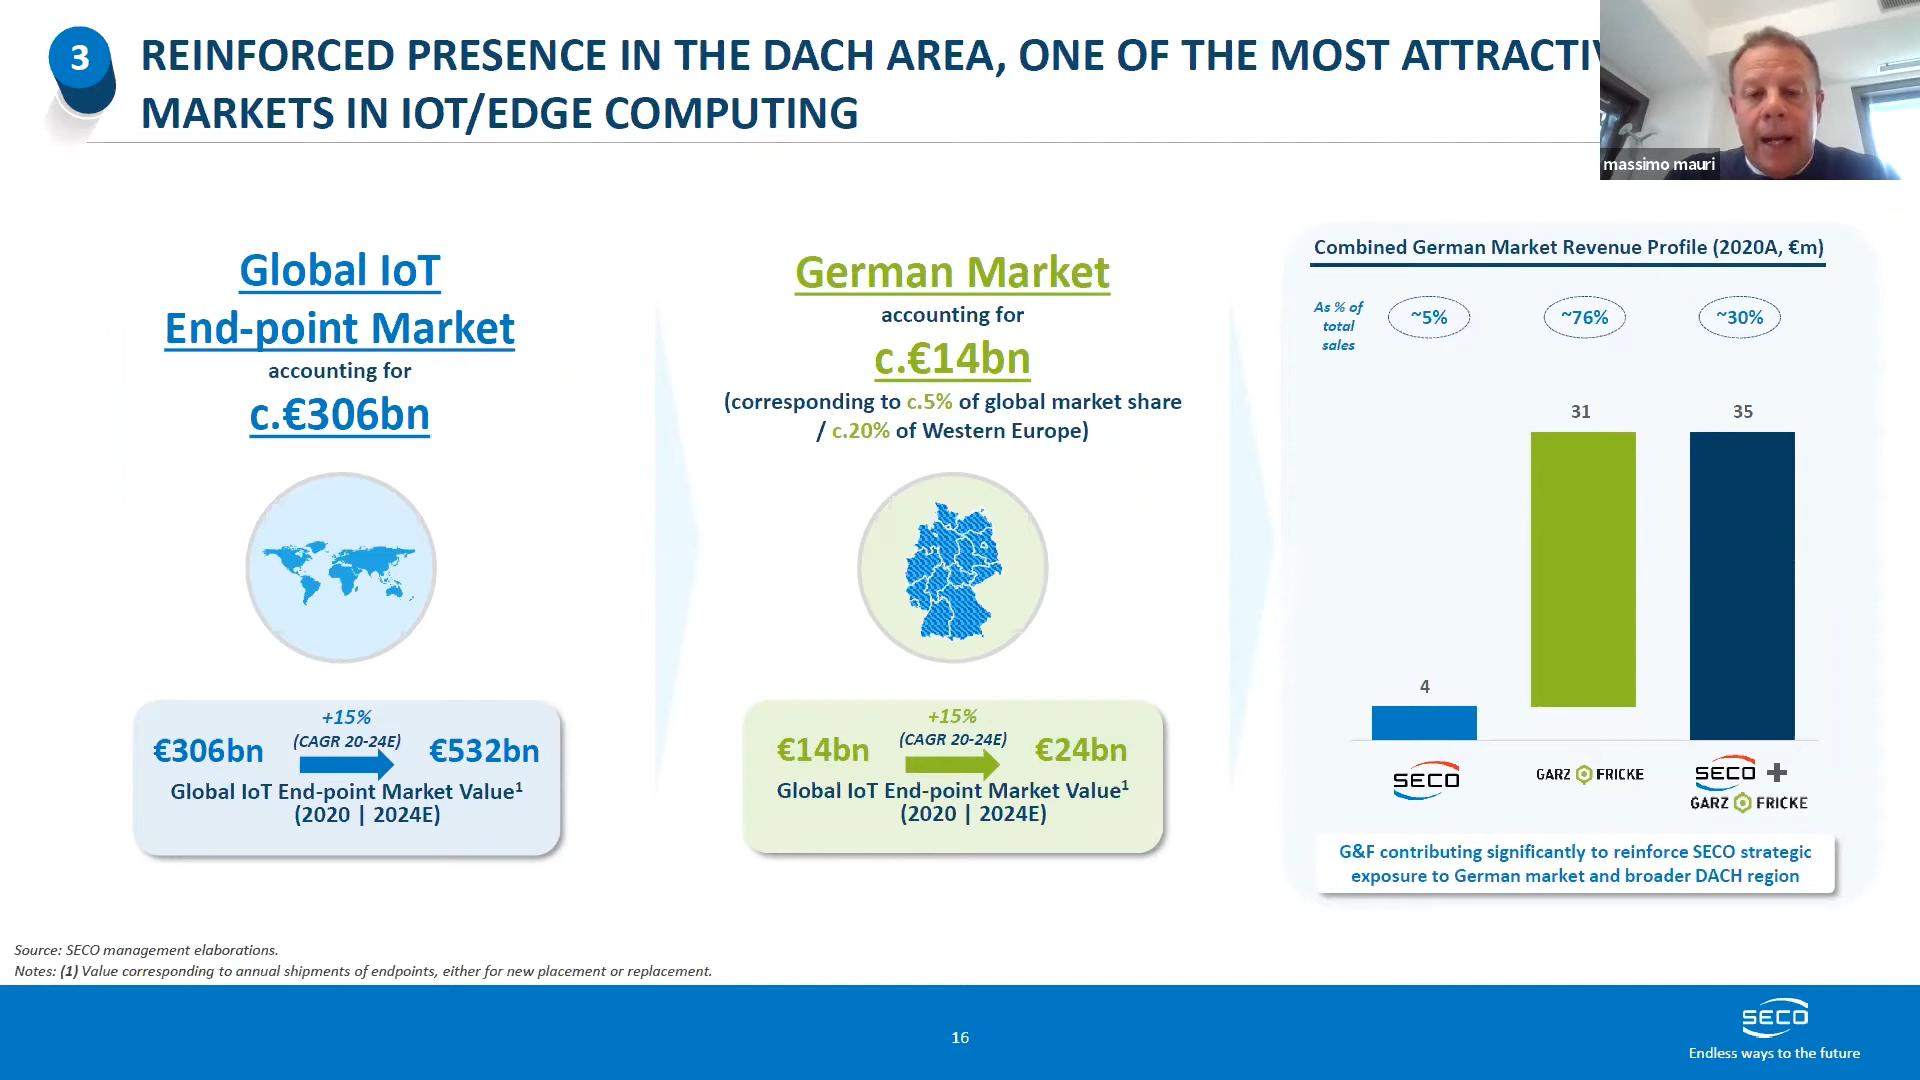 3
REINFORCED PRESENCE IN THE DACH AREA, ONE OF THE MOST
MARKETS IN IOT/EDGE COMPUTING
massimo mauri
Global IoT
End-point Market
accounting for
c.€306bn
+15%
(CAGR 20-24E)
€306bn €532bn
Global IoT End-point Market Value¹
(2020 | 2024E)
German Market
accounting for
c.€14bn
(corresponding to c.5% of global market share
/ c.20% of Western Europe)
+15%
(CAGR 20-24E)
€14bn €24bn
Global IoT End-point Market Value¹
(2020 | 2024E)
Combined German Market Revenue Profile (2020A, €m)
As % of
total
sales
~5% ~76% ~30%
4 31 35
SECO GARZ FRICKE SECO +
GARZ FRICKE
G&F contributing significantly to reinforce SECO strategic
exposure to German market and broader DACH region
Source: SECO management elaborations.
Notes: (1) Value corresponding to annual shipments of endpoints, either for new placement or replacement.
16
SECO
Endless ways to the future